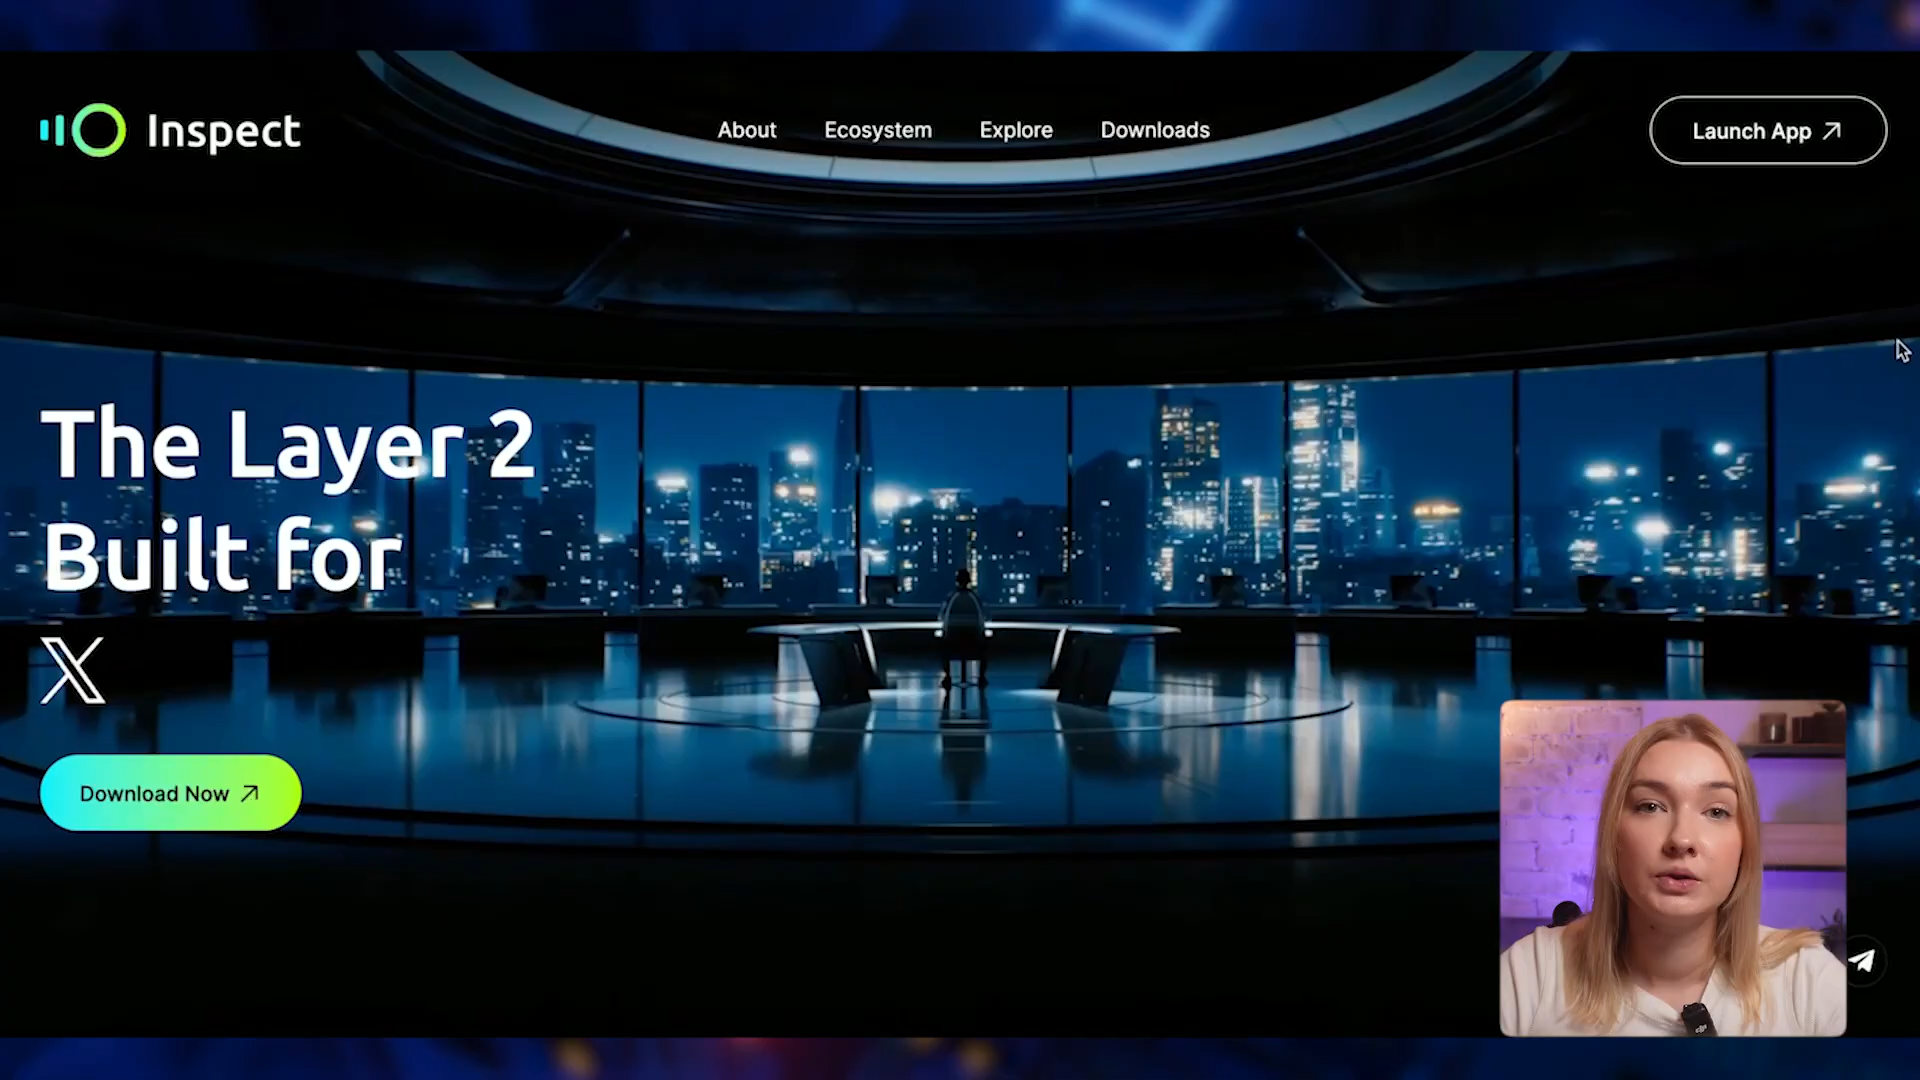 Inspect
About
Ecosystem
Explore
Downloads
Launch App
The Layer 2
Built for
X
Download Now